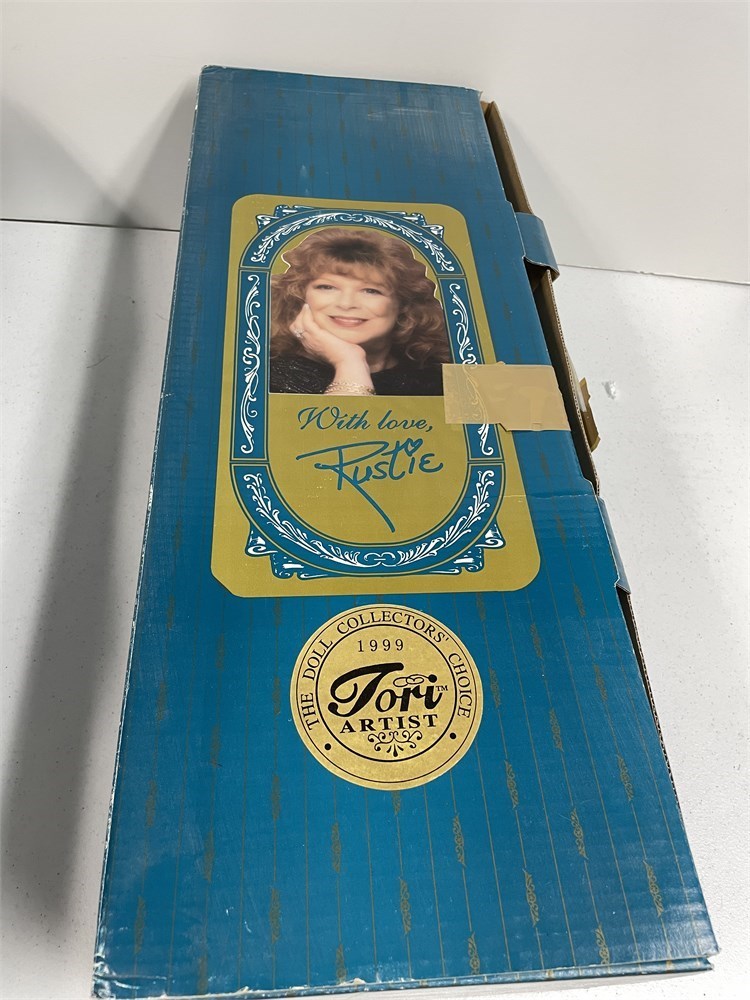 With love,
Rustie
THE DOLL COLLECTORS' CHOICE
1999
Tori™
ARTIST